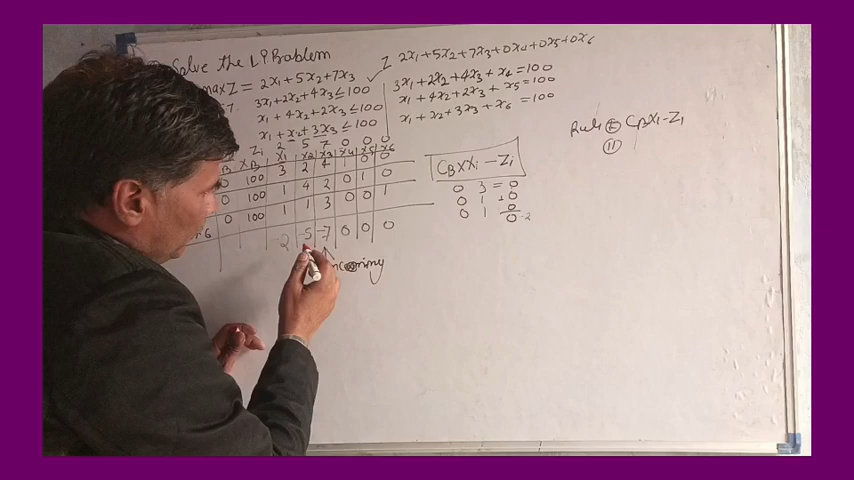 Solve the L.P. Problem
max Z = 2x1+5x2+7x3
S.T. 3x1+2x2+4x3 ≤ 100
x1+4x2+2x3 ≤ 100
x1+x2+3x3 ≤ 100
Z 2x1+5x2+7x3+0x4+0x5+0x6
3x1+2x2+4x3+x4=100
x1+4x2+2x3+x5=100
x1+x2+3x3+x6=100
Zi 2 5 7 0 0 0
B XB x1 x2 x3 x4 x5 x6
0 100 3 2 4 1 0 0
0 100 1 4 2 0 1 0
0 100 1 1 3 0 0 1
-2 -5 -7 0 0 0
CB×Xi-Zi
0 3=0
0 1+0
0 1 0
0-2
CBXi-Zi
II